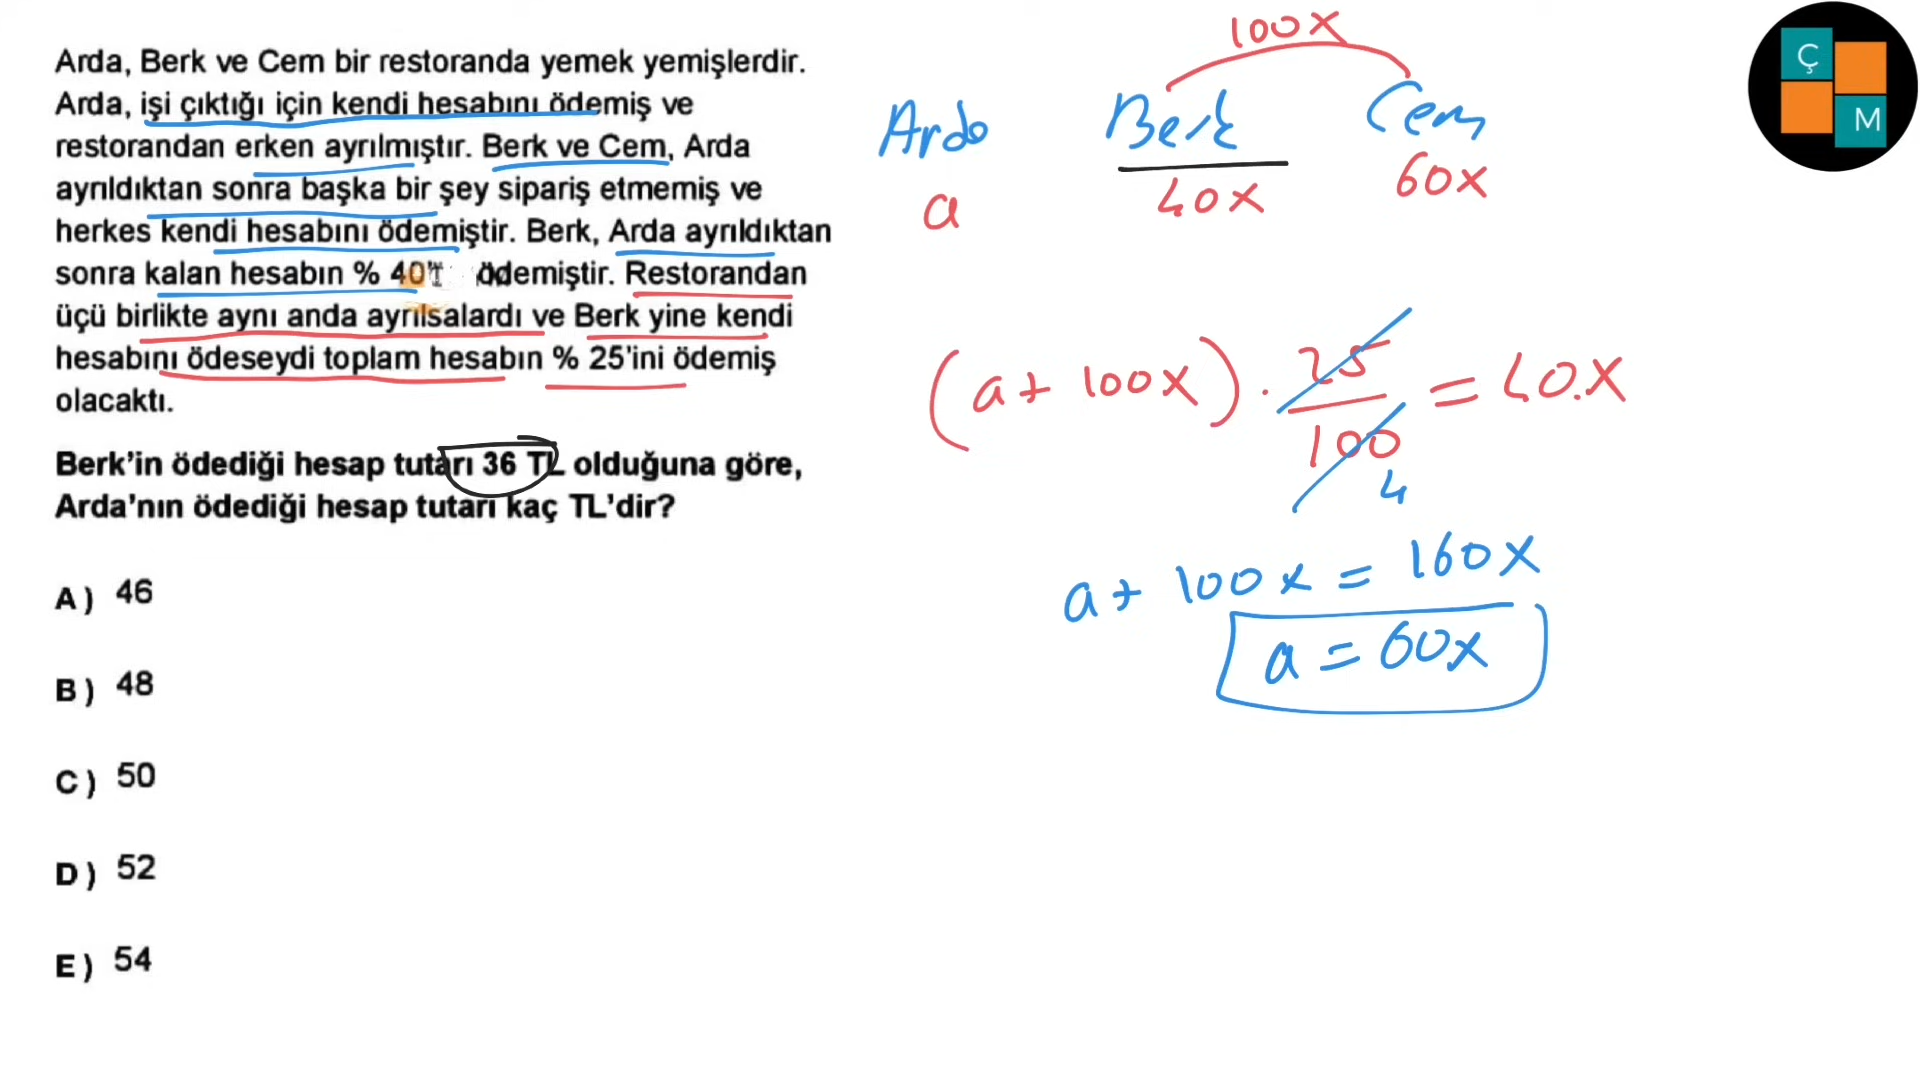 Arda, Berk ve Cem bir restoranda yemek yemişlerdir.
Arda, işi çıktığı için kendi hesabını ödemiş ve
restorandan erken ayrılmıştır. Berk ve Cem, Arda
ayrıldıktan sonra başka bir şey sipariş etmemiş ve
herkes kendi hesabını ödemiştir. Berk, Arda ayrıldıktan
sonra kalan hesabın % 40'ı ödemiştir. Restorandan
üçü birlikte aynı anda ayrılsalardı ve Berk yine kendi
hesabını ödeseydi toplam hesabın % 25'ini ödemiş
olacaktı.
Berk'in ödediği hesap tutarı 36 TL olduğuna göre,
Arda'nın ödediği hesap tutarı kaç TL'dir?
A) 46
B) 48
C) 50
D) 52
E) 54
100x
Arda Berk Cem
a 40x 60x
(a + 100x) . 25/100 = 40.x
4
a + 100x = 160x
a = 60x
Ç
M